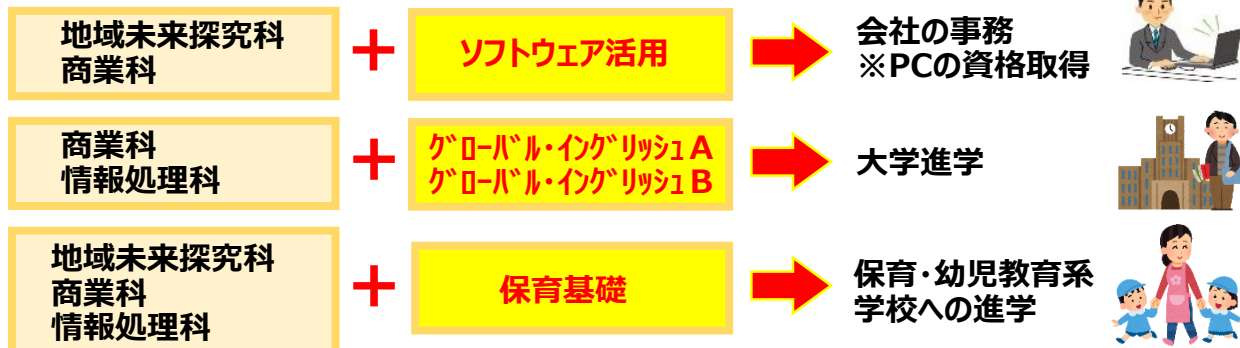 地域未来探究科
商業科
+
ソフトウェア活用
会社の事務
※PCの資格取得
商業科
情報処理科
+
グローバル・イングリッシュA
グローバル・イングリッシュB
大学進学
地域未来探究科
商業科
情報処理科
+
保育基礎
保育・幼児教育系
学校への進学